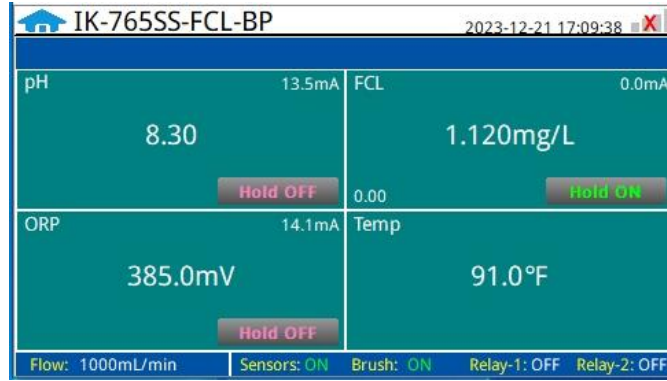 IK-765SS-FCL-BP
2023-12-21 17:09:38 X
pH 13.5mA
8.30
Hold OFF
FCL 0.0mA
1.120mg/L
0.00 Hold ON
ORP 14.1mA
385.0mV
Hold OFF
Temp
91.0°F
Flow: 1000mL/min Sensors: ON Brush: ON Relay-1: OFF Relay-2: OFF